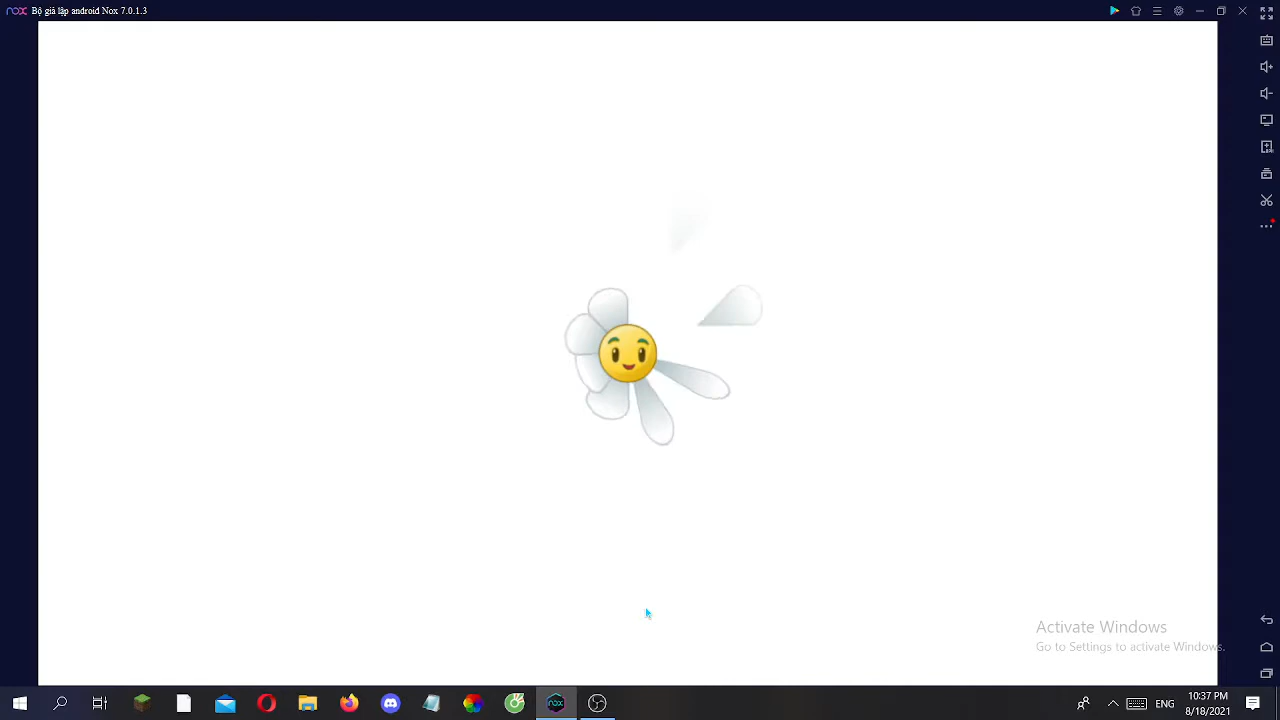 nox Bộ giả lập android Nox 7.0.1.3
Activate Windows
Go to Settings to activate Windows.
nox
ENG
10:37 PM
8/18/2021